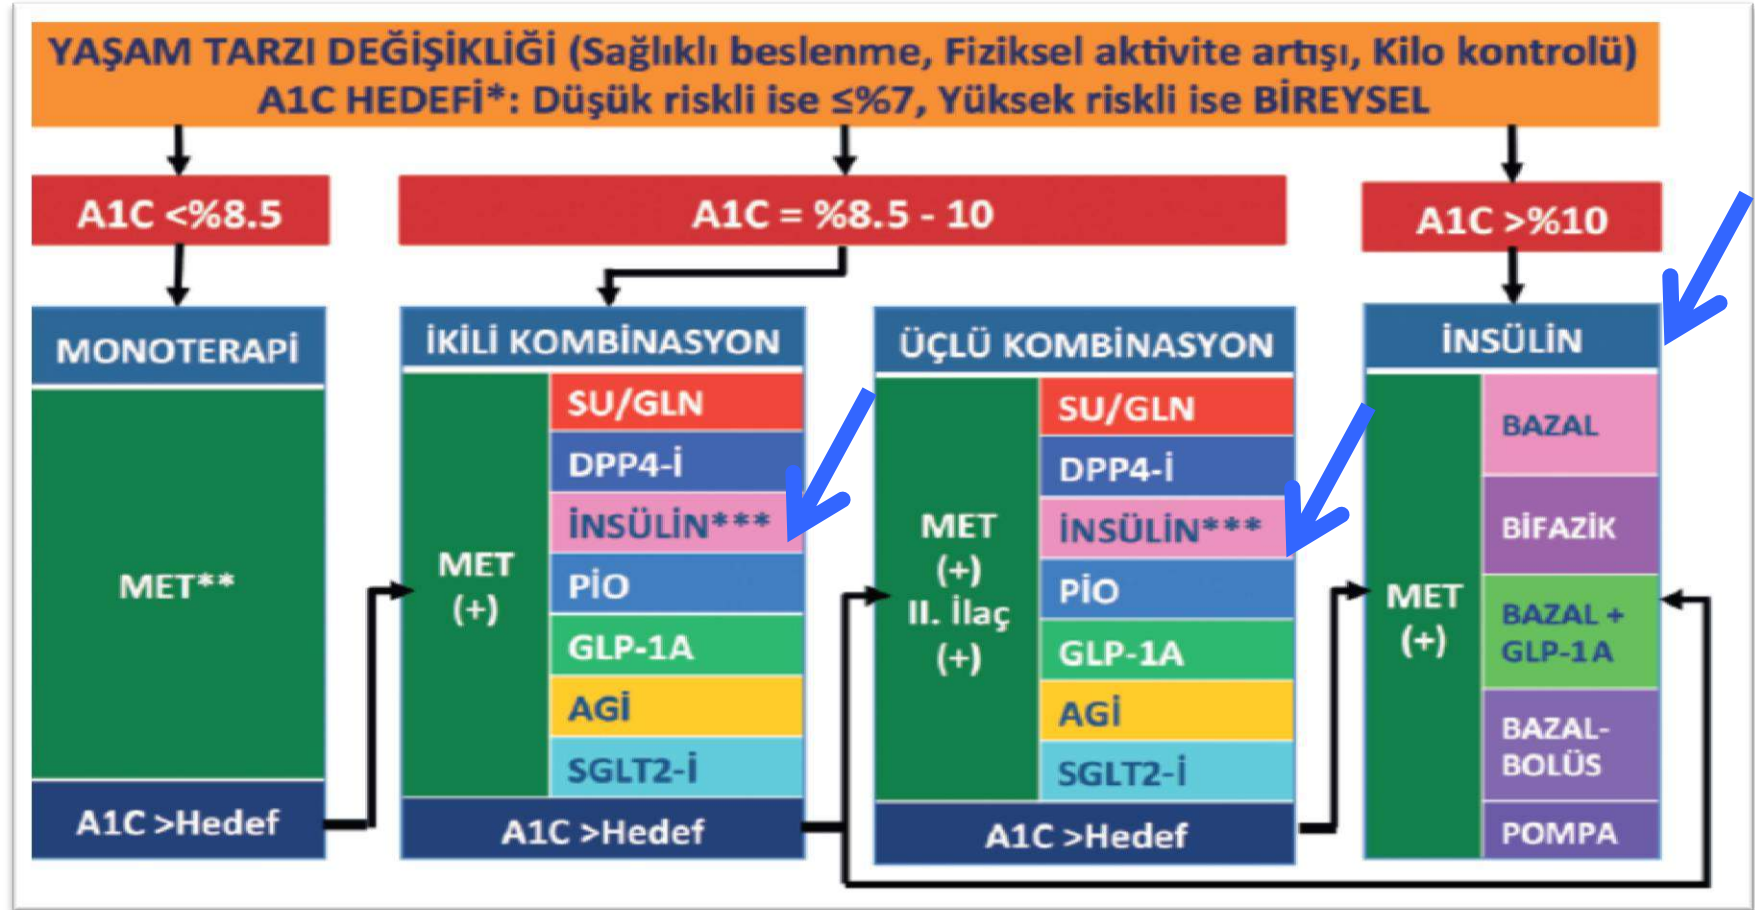 YAŞAM TARZI DEĞİŞİKLİĞİ (Sağlıklı beslenme, Fiziksel aktivite artışı, Kilo kontrolü)
A1C HEDEFİ*: Düşük riskli ise ≤%7, Yüksek riskli ise BİREYSEL
A1C <%8.5
A1C = %8.5 - 10
A1C >%10
MONOTERAPİ
MET**
A1C >Hedef
İKİLİ KOMBİNASYON
MET
(+)
SU/GLN
DPP4-İ
İNSÜLİN***
PİO
GLP-1A
AGİ
SGLT2-İ
A1C >Hedef
ÜÇLÜ KOMBİNASYON
MET
(+)
II. İlaç
(+)
SU/GLN
DPP4-İ
İNSÜLİN***
PİO
GLP-1A
AGİ
SGLT2-İ
A1C >Hedef
İNSÜLİN
MET
(+)
BAZAL
BİFAZİK
BAZAL +
GLP-1A
BAZAL-
BOLÜS
POMPA